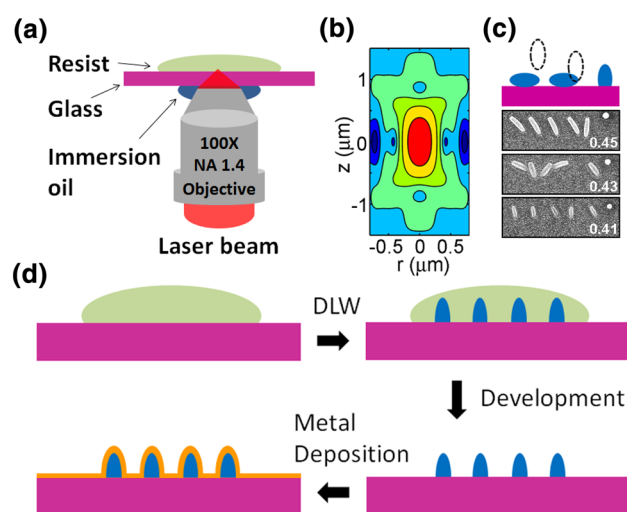 (a)
Resist
Glass
Immersion
oil
100X
NA 1.4
Objective
Laser beam
(b)
z (μm)
1
0
-1
-0.5 0 0.5
r (μm)
(c)
0.45
0.43
0.41
(d)
DLW
Development
Metal
Deposition